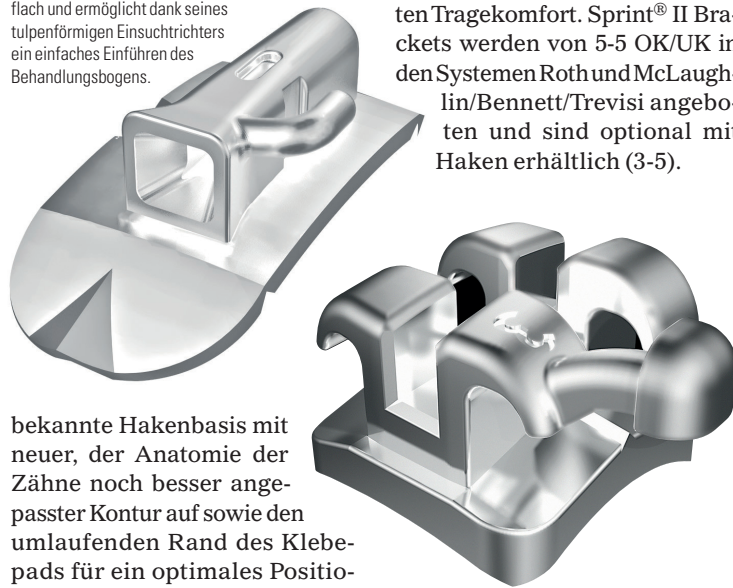 flach und ermöglicht dank seines
tulpenförmigen Einsuchtrichters
ein einfaches Einführen des
Behandlungsbogens.
bekannte Hakenbasis mit
neuer, der Anatomie der
Zähne noch besser ange-
passter Kontur auf sowie den
umlaufenden Rand des Klebe-
pads für ein optimales Positio-
ten Tragekomfort. Sprint® II Bra-
ckets werden von 5-5 OK/UK in
den Systemen Roth und McLaugh-
lin/Bennett/Trevisi angebo-
ten und sind optional mit
Haken erhältlich (3-5).